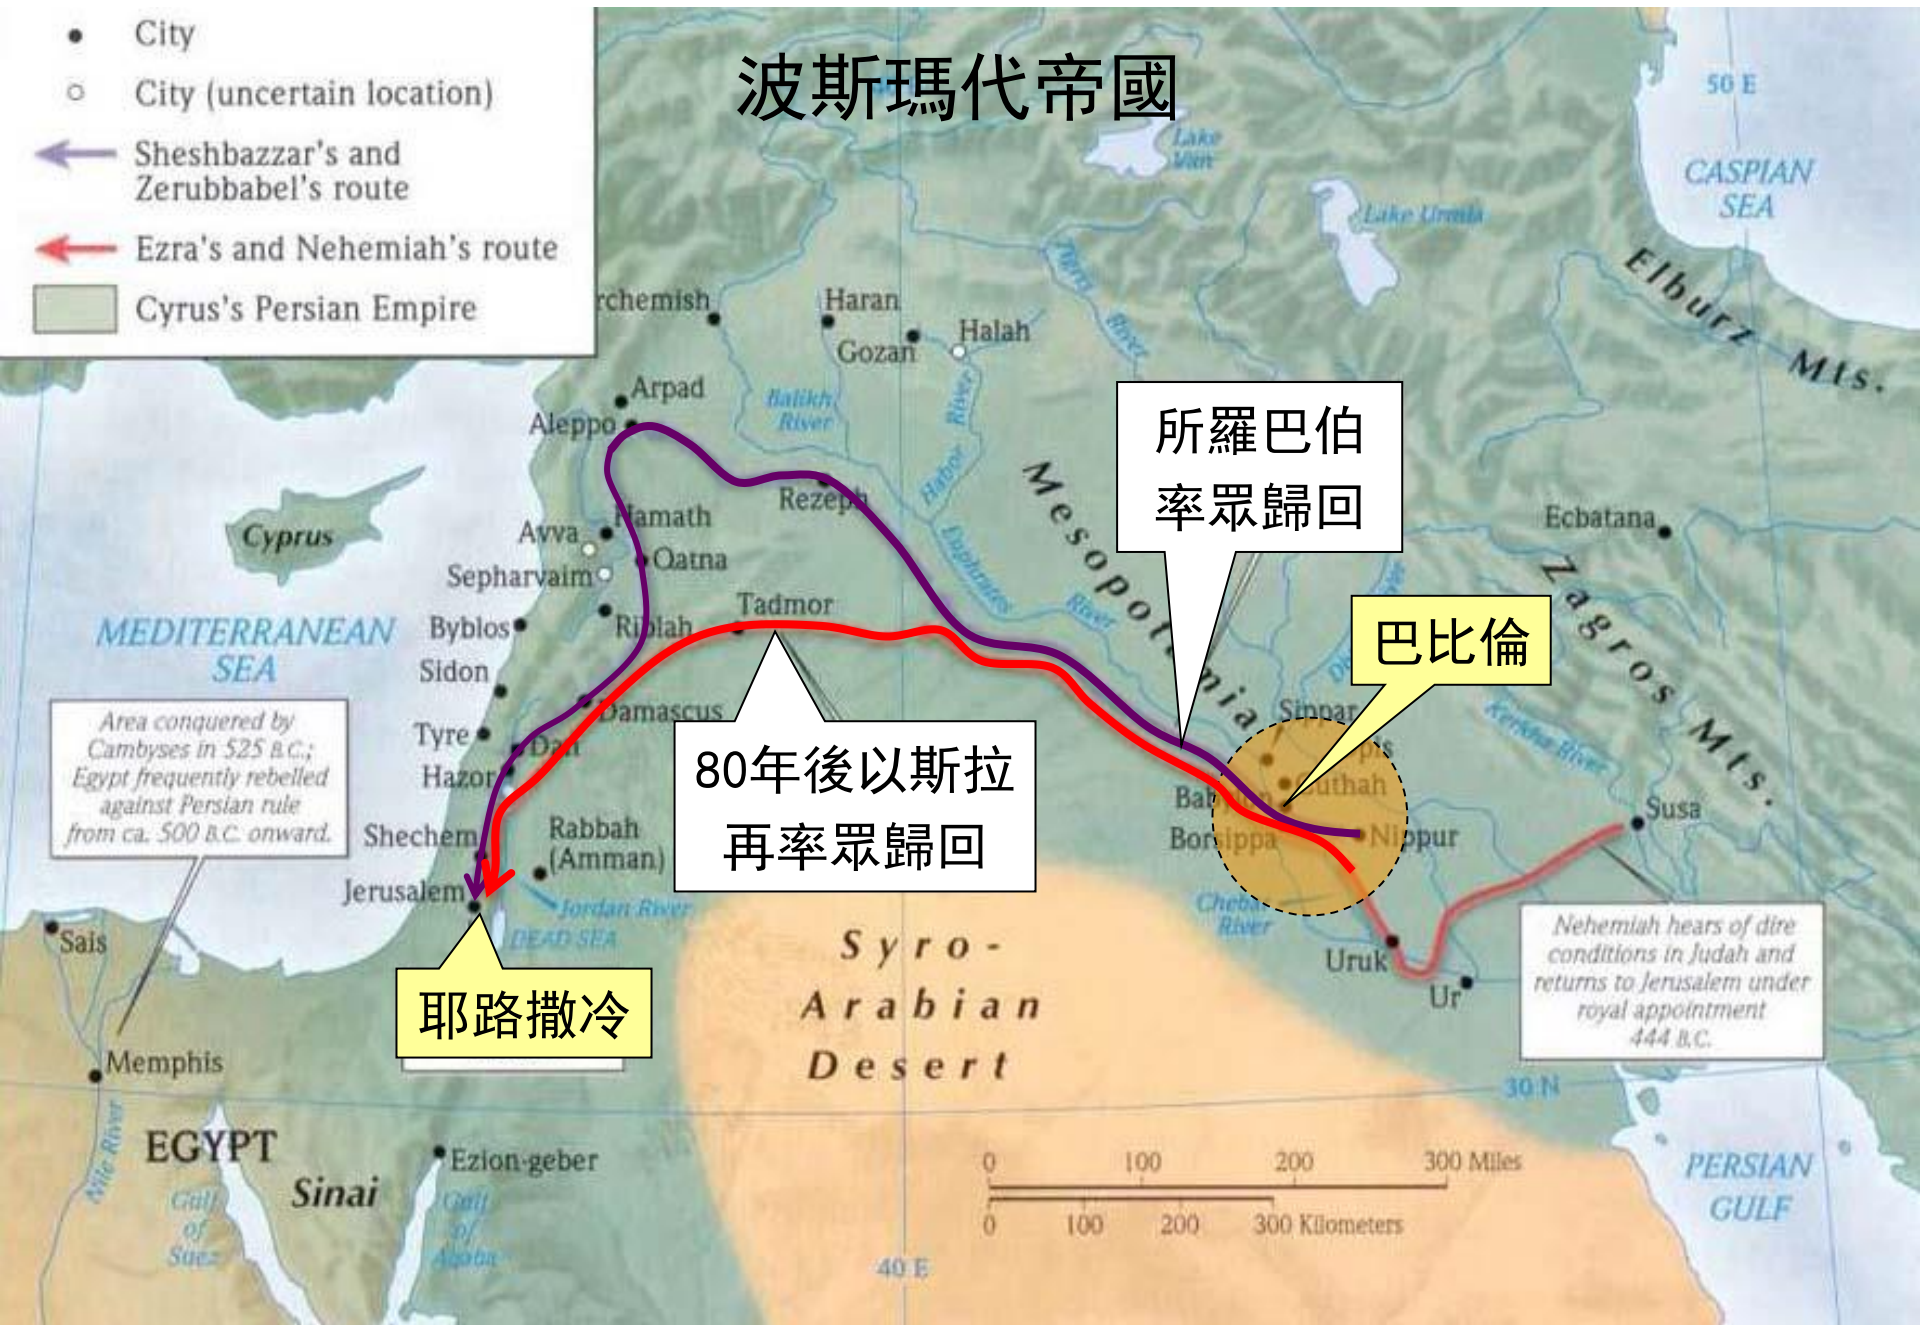 City
City (uncertain location)
Sheshbazzar's and
Zerubbabel's route
Ezra's and Nehemiah's route
Cyrus's Persian Empire
波斯瑪代帝國
50 E
CASPIAN
SEA
Lake
Van
Lake Urmia
Elburz Mts.
Tigris
River
rchemish
Haran
Gozan
Halah
Arpad
Aleppo
Balikh
River
Habor River
Rezeph
所羅巴伯
率眾歸回
Mesopotamia
Ecbatana
Zagros Mts.
Cyprus
Avva
Hamath
Qatna
Sepharvaim
Riblah
Tadmor
River
巴比倫
MEDITERRANEAN
SEA
Byblos
Sidon
Damascus
Tyre
Dan
Hazor
Area conquered by
Cambyses in 525 B.C.;
Egypt frequently rebelled
against Persian rule
from ca. 500 B.C. onward.
80年後以斯拉
再率眾歸回
Sippar
Cuthah
Babylon
Borsippa
Nippur
Kerkha River
Susa
Shechem
Rabbah
(Amman)
Jerusalem
Jordan River
DEAD SEA
Chebar
River
Uruk
Ur
Nehemiah hears of dire
conditions in Judah and
returns to Jerusalem under
royal appointment
444 B.C.
Sais
耶路撒冷
Syro-
Arabian
Desert
Memphis
Nile River
30 N
EGYPT
Sinai
Ezion-geber
Gulf
of
Suez
Gulf
of
Aqaba
0 100 200 300 Miles
0 100 200 300 Kilometers
PERSIAN
GULF
40 E